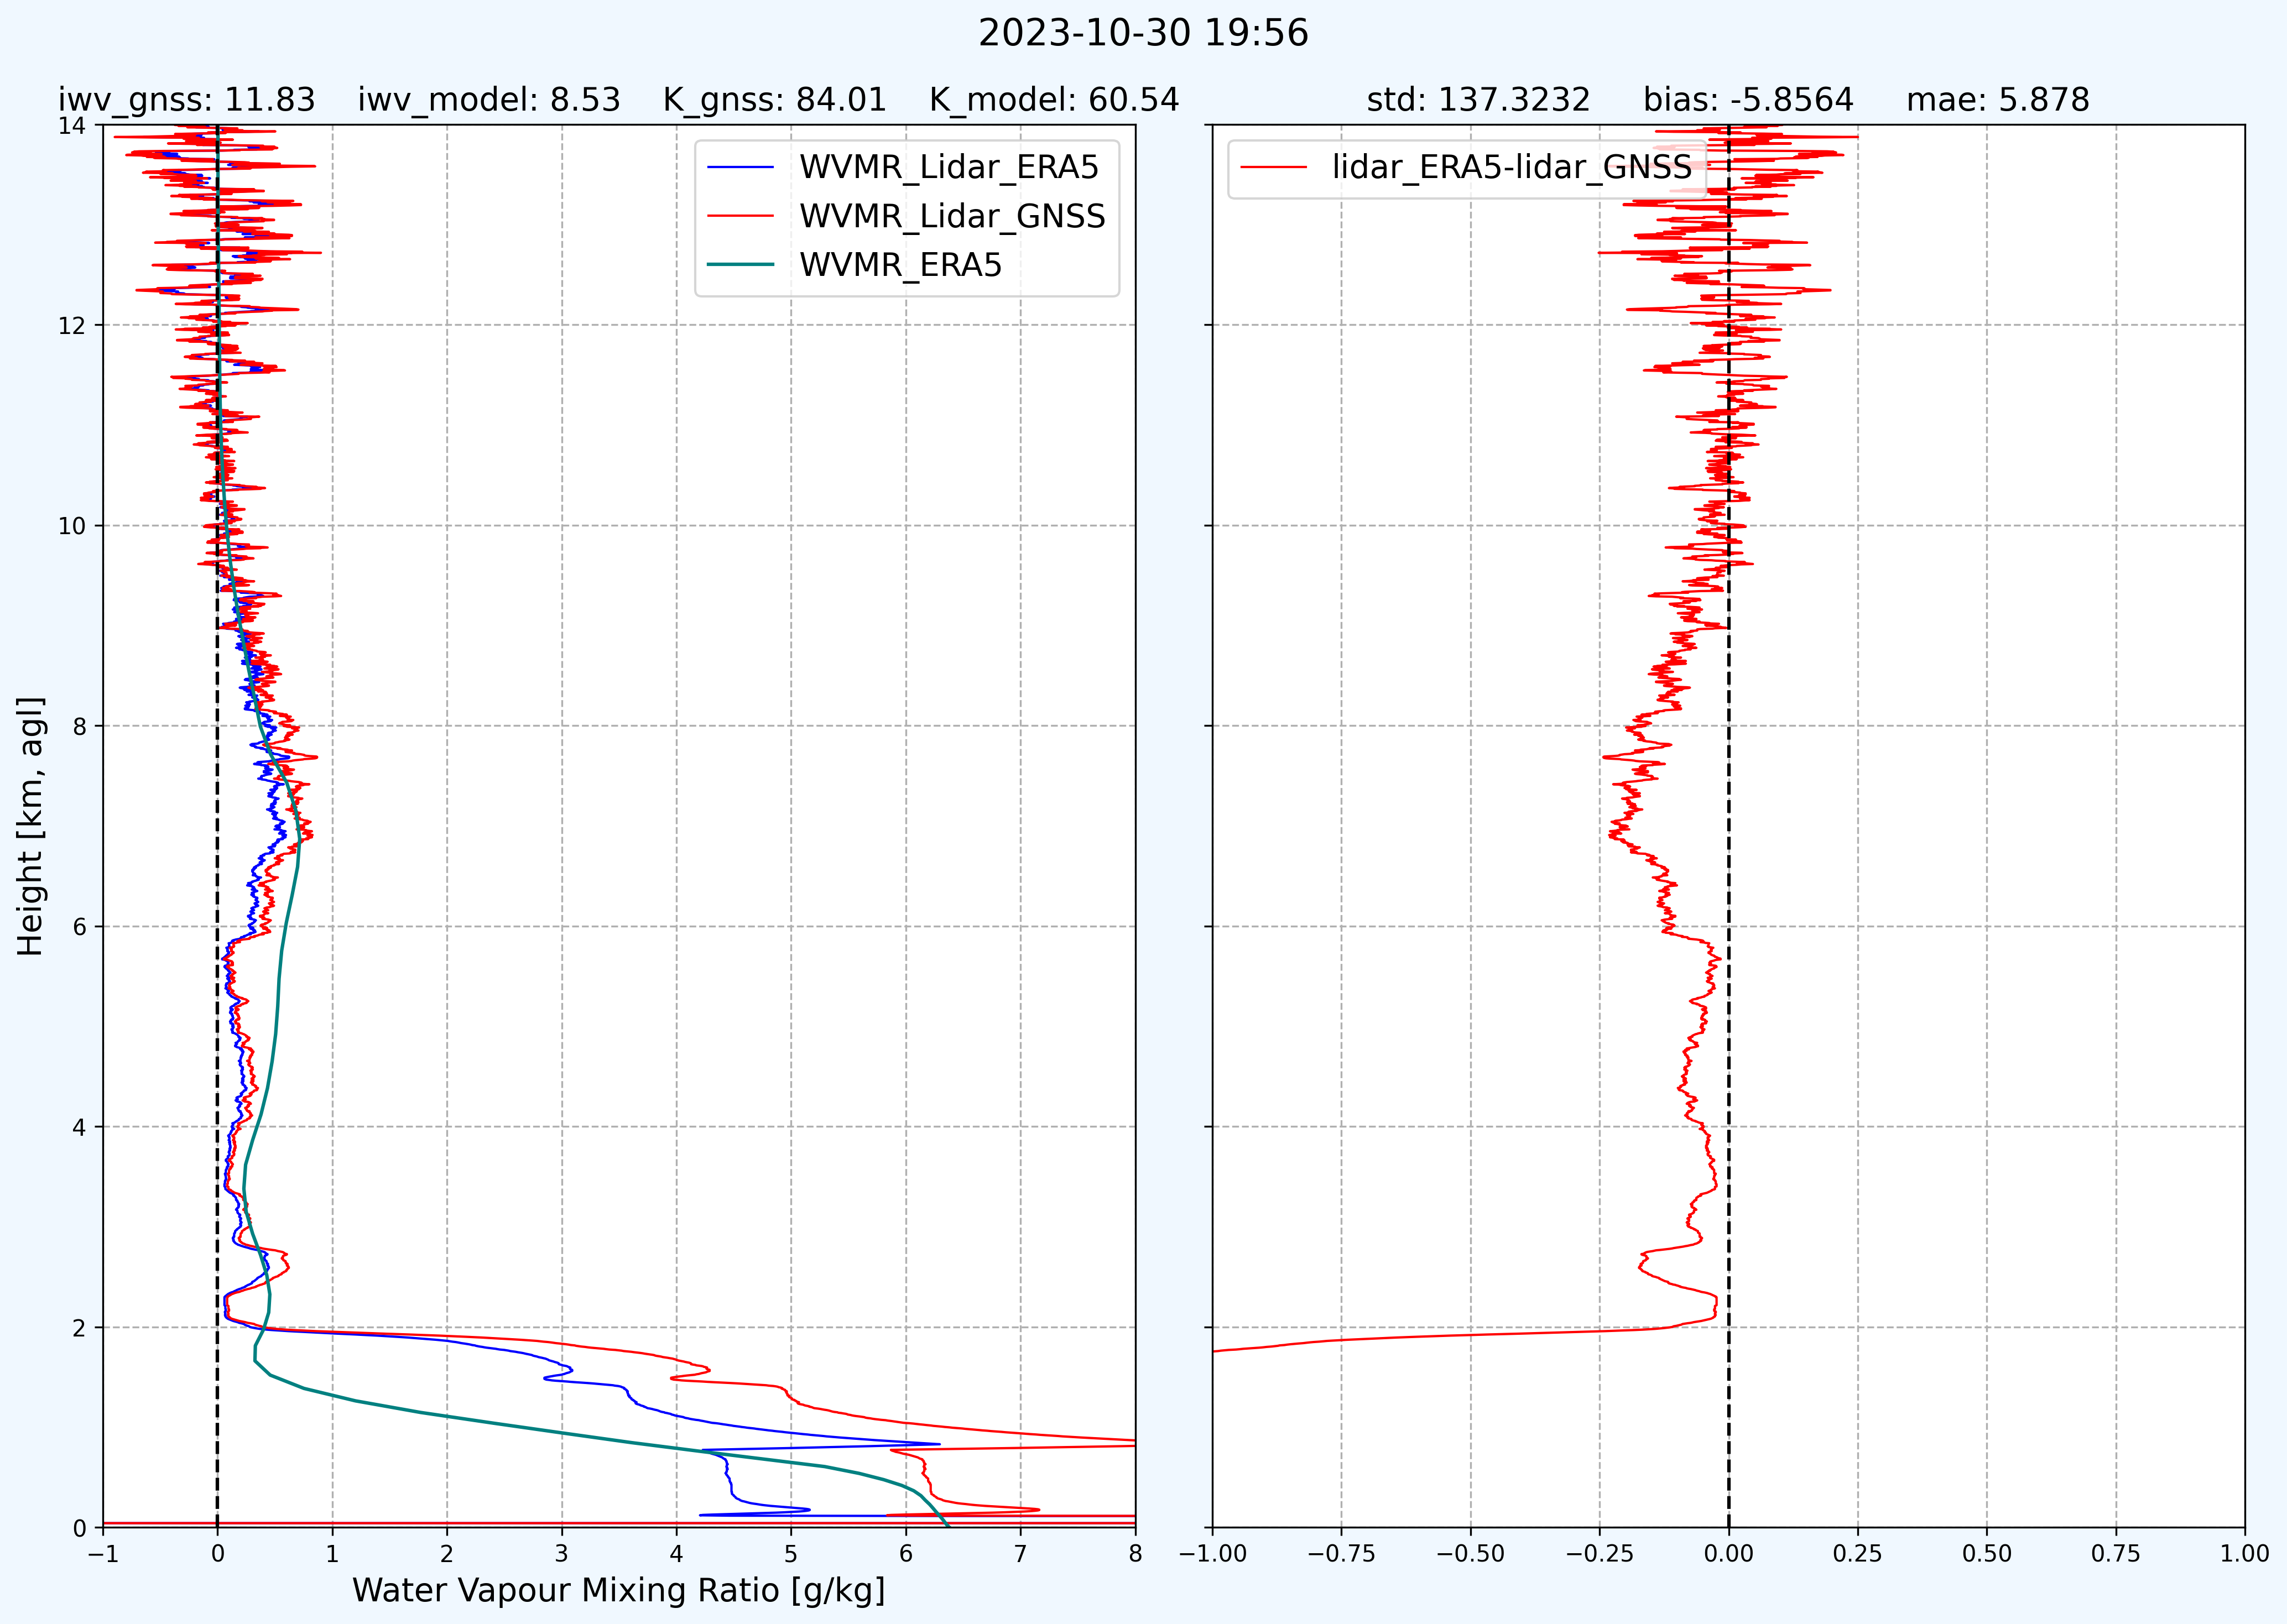 2023-10-30 19:56
iwv_gnss: 11.83 iwv_model: 8.53 K_gnss: 84.01 K_model: 60.54
std: 137.3232 bias: -5.8564 mae: 5.878
WVMR_Lidar_ERA5
WVMR_Lidar_GNSS
WVMR_ERA5
lidar_ERA5-lidar_GNSS
14
12
10
8
6
4
2
0
Height [km, agl]
−1 0 1 2 3 4 5 6 7 8
Water Vapour Mixing Ratio [g/kg]
−1.00 −0.75 −0.50 −0.25 0.00 0.25 0.50 0.75 1.00